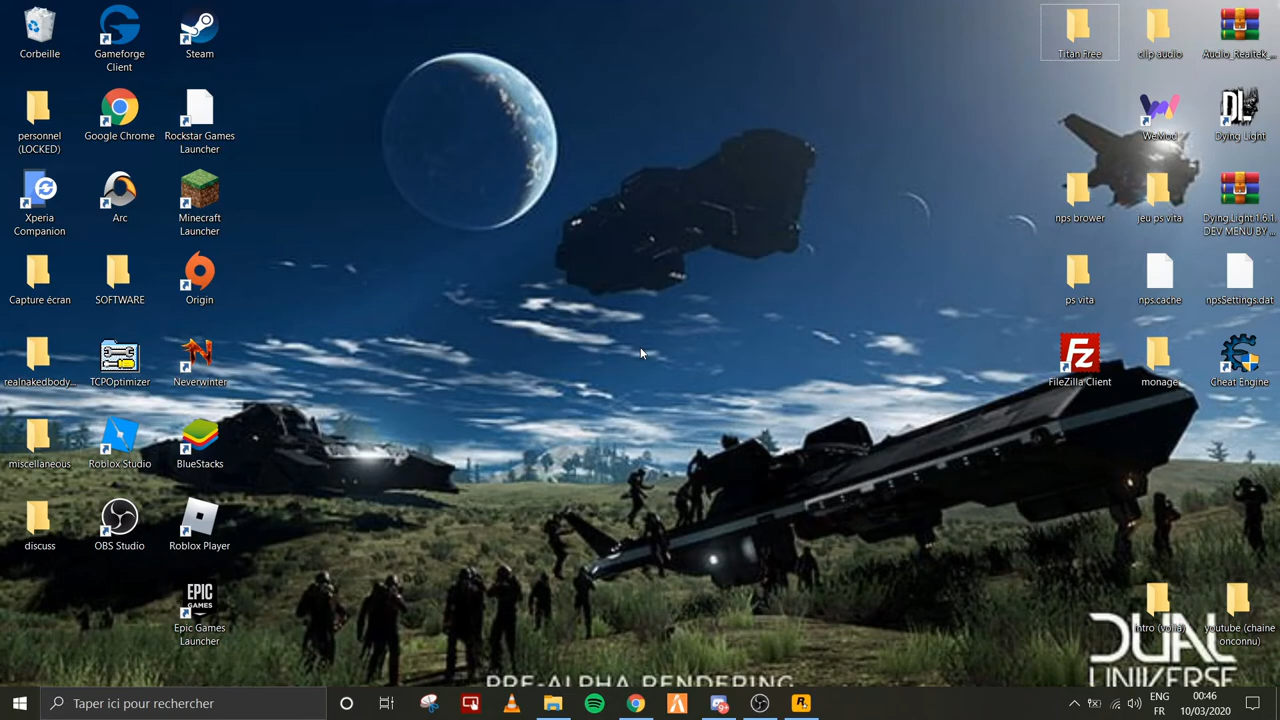 Corbeille
Gameforge
Client
Steam
Titan Free
clip audio
Audio_Realtek_...
personnel
(LOCKED)
Google Chrome
Rockstar Games
Launcher
WeMod
Dying Light
Xperia
Companion
Arc
Minecraft
Launcher
nps brower
jeu ps vita
Dying.Light.1.6.1.
DEV MENU BY ...
Capture écran
SOFTWARE
Origin
ps vita
nps.cache
npsSettings.dat
realnakedbody...
TCPOptimizer
Neverwinter
FileZilla Client
monage
Cheat Engine
miscellaneous
Roblox Studio
BlueStacks
discuss
OBS Studio
Roblox Player
EPIC
GAMES
Epic Games
Launcher
intro (voila)
youtube (chaine
onconnu)
DUAL
UNIVERSE
PRE-ALPHA RENDERING
Taper ici pour rechercher
ENG
FR
00:46
10/03/2020